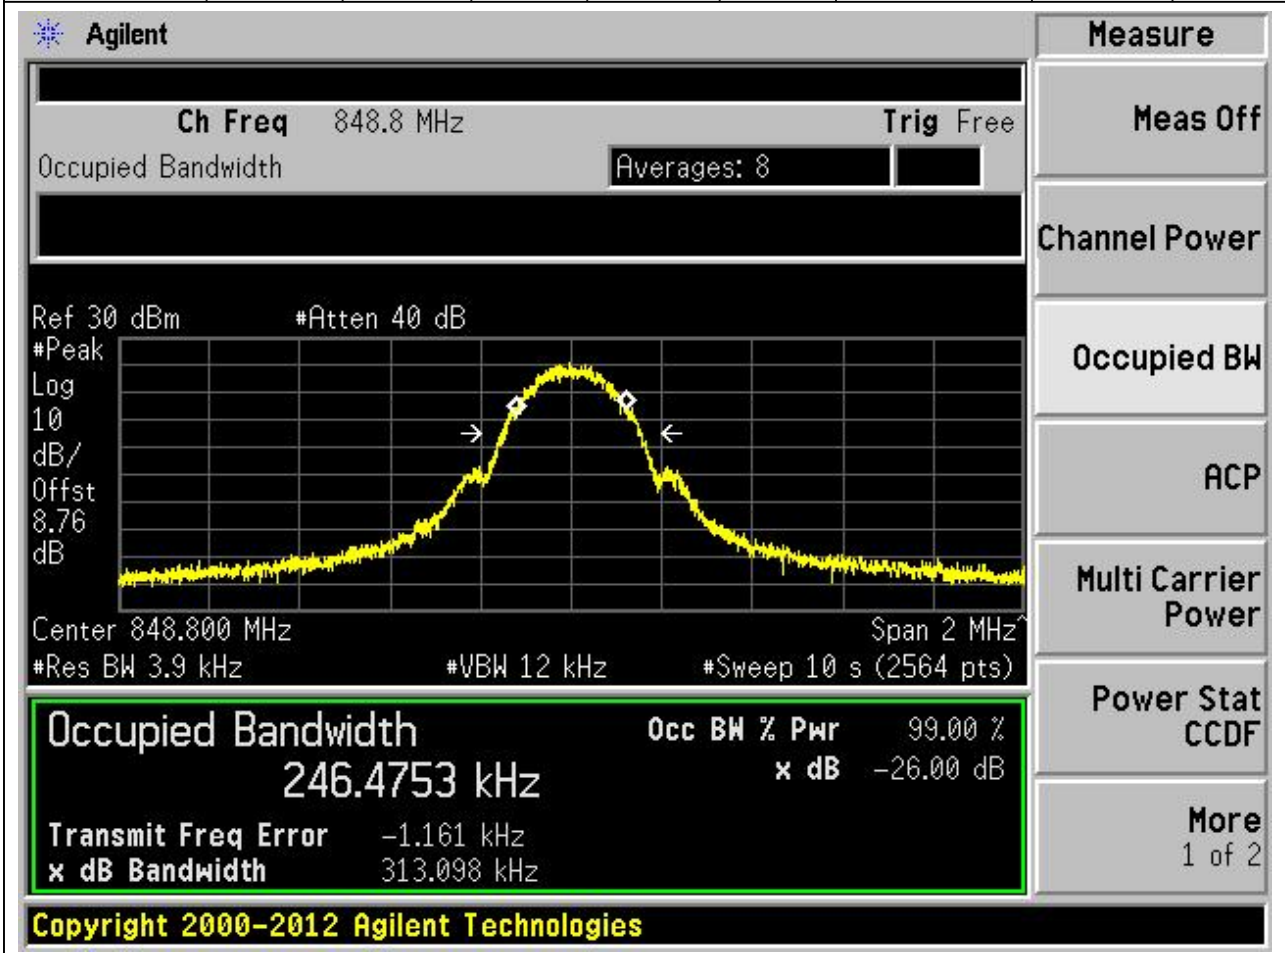 Agilent
Measure
Ch Freq 848.8 MHz Trig Free
Occupied Bandwidth Averages: 8
Meas Off
Channel Power
Occupied BW
ACP
Multi Carrier
Power
Power Stat
CCDF
More
1 of 2
Ref 30 dBm #Atten 40 dB
#Peak
Log
10
dB/
Offst
8.76
dB
Center 848.800 MHz Span 2 MHz^
#Res BW 3.9 kHz #VBW 12 kHz #Sweep 10 s (2564 pts)
Occupied Bandwidth Occ BW % Pwr 99.00 %
246.4753 kHz x dB -26.00 dB
Transmit Freq Error -1.161 kHz
x dB Bandwidth 313.098 kHz
Copyright 2000-2012 Agilent Technologies